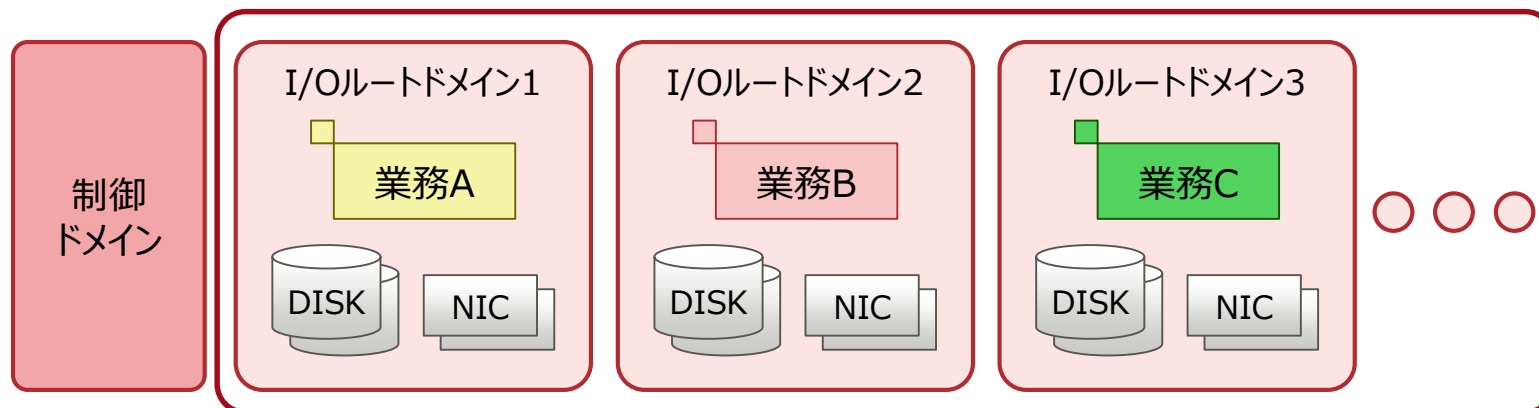 制御
ドメイン
I/Oルートドメイン1
業務A
DISK
NIC
I/Oルートドメイン2
業務B
DISK
NIC
I/Oルートドメイン3
業務C
DISK
NIC